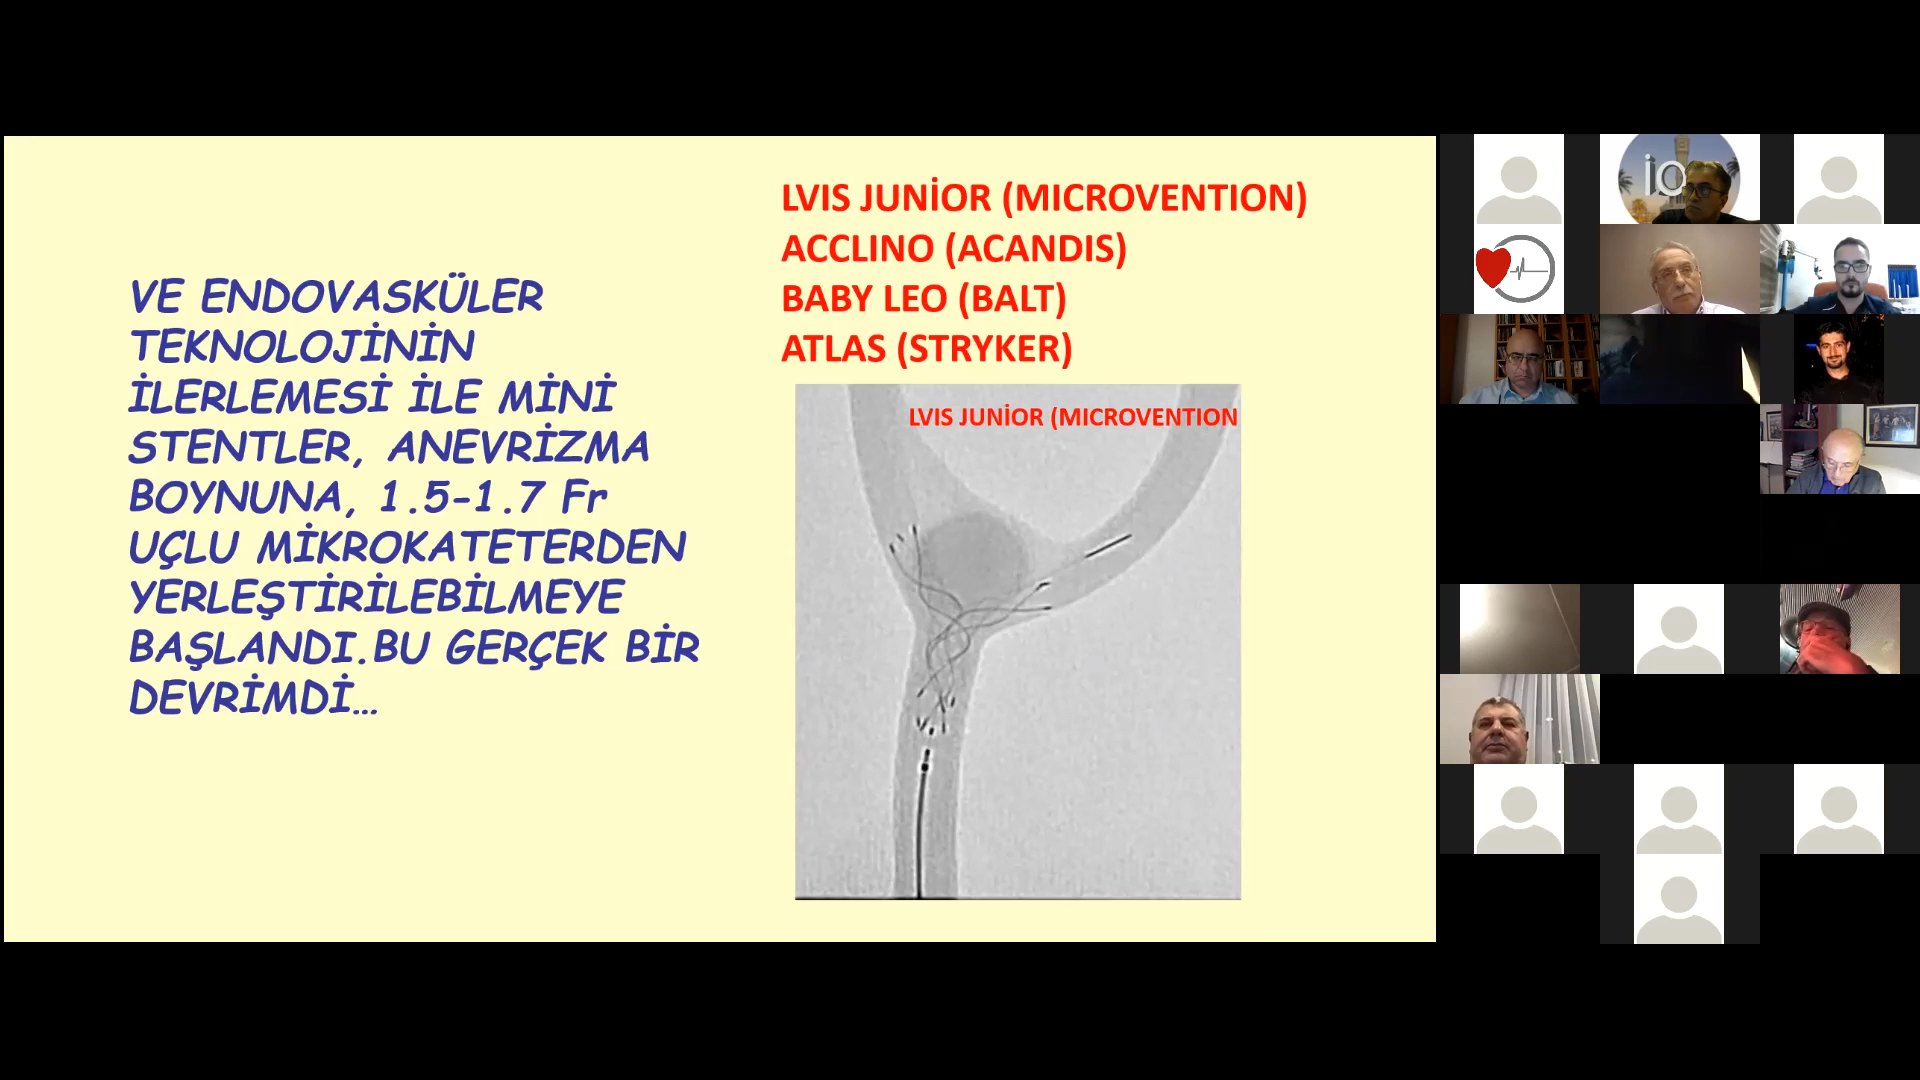 VE ENDOVASKÜLER
TEKNOLOJİNİN
İLERLEMESİ İLE MİNİ
STENTLER, ANEVRİZMA
BOYNUNA, 1.5-1.7 Fr
UÇLU MİKROKATETERDEN
YERLEŞTİRİLEBİLMEYE
BAŞLANDI.BU GERÇEK BİR
DEVRİMDİ…
LVIS JUNİOR (MICROVENTION)
ACCLINO (ACANDIS)
BABY LEO (BALT)
ATLAS (STRYKER)
LVIS JUNİOR (MICROVENTION